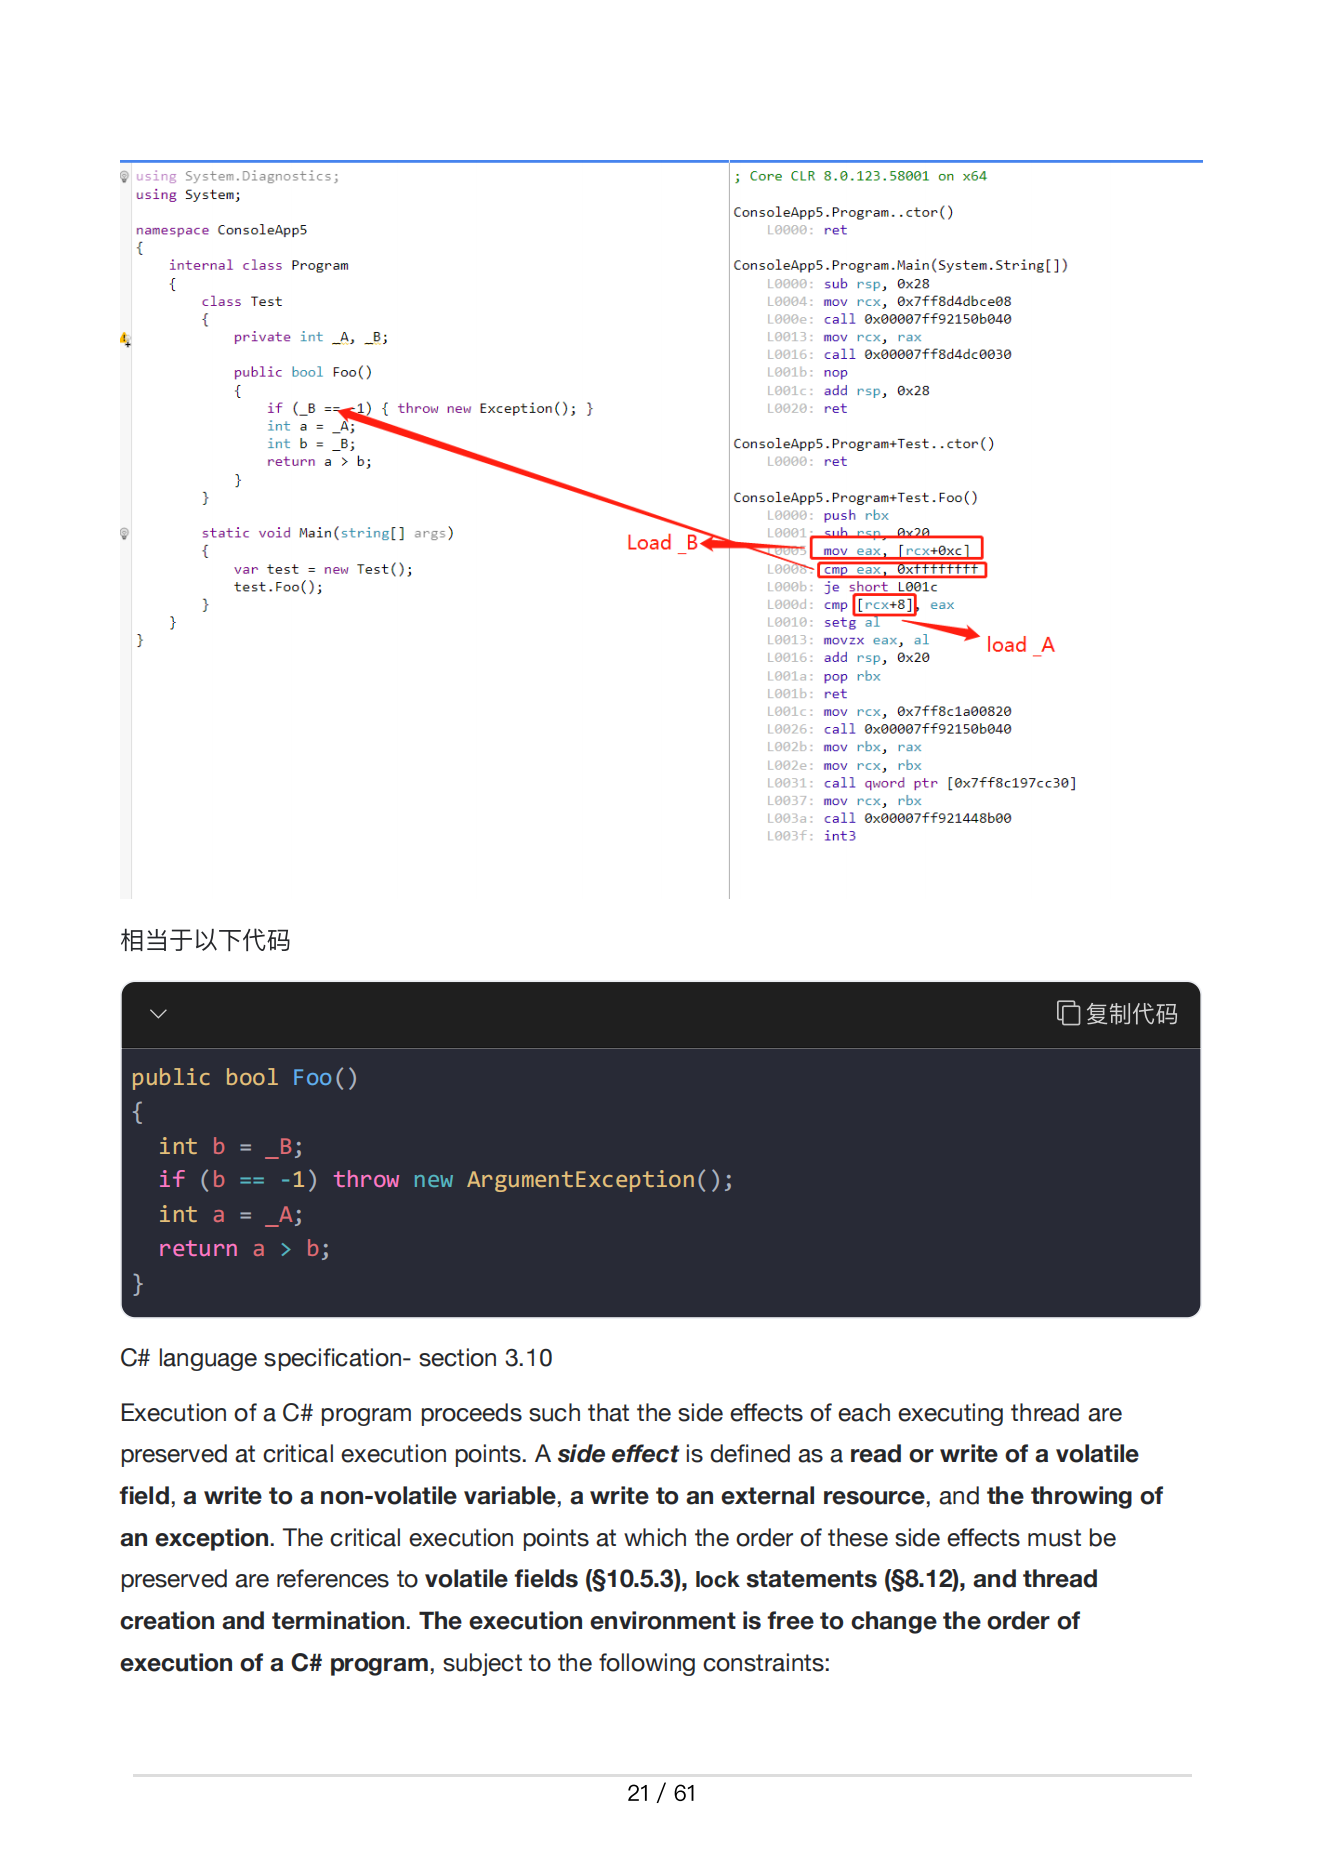 using System.Diagnostics;
using System;
namespace ConsoleApp5
{
internal class Program
{
class Test
{
private int _A, _B;
public bool Foo()
{
if (_B == -1) { throw new Exception(); }
int a = _A;
int b = _B;
return a > b;
}
}
static void Main(string[] args)
{
var test = new Test();
test.Foo();
}
}
}
Load _B
; Core CLR 8.0.123.58001 on x64
ConsoleApp5.Program..ctor()
L0000: ret
ConsoleApp5.Program.Main(System.String[])
L0000: sub rsp, 0x28
L0004: mov rcx, 0x7ff8d4dbce08
L000e: call 0x00007ff92150b040
L0013: mov rcx, rax
L0016: call 0x00007ff8d4dc0030
L001b: nop
L001c: add rsp, 0x28
L0020: ret
ConsoleApp5.Program+Test..ctor()
L0000: ret
ConsoleApp5.Program+Test.Foo()
L0000: push rbx
L0001: sub rsp, 0x20
L0005: mov eax, [rcx+0xc]
L0008: cmp eax, 0xffffffff
L000b: je short L001c
L000d: cmp [rcx+8], eax
L0010: setg al
L0013: movzx eax, al
load _A
L0016: add rsp, 0x20
L001a: pop rbx
L001b: ret
L001c: mov rcx, 0x7ff8c1a00820
L0026: call 0x00007ff92150b040
L002b: mov rbx, rax
L002e: mov rcx, rbx
L0031: call qword ptr [0x7ff8c197cc30]
L0037: mov rcx, rbx
L003a: call 0x00007ff921448b00
L003f: int3
相当于以下代码
复制代码
public bool Foo()
{
int b = _B;
if (b == -1) throw new ArgumentException();
int a = _A;
return a > b;
}
C# language specification- section 3.10
Execution of a C# program proceeds such that the side effects of each executing thread are
preserved at critical execution points. A side effect is defined as a read or write of a volatile
field, a write to a non-volatile variable, a write to an external resource, and the throwing of
an exception. The critical execution points at which the order of these side effects must be
preserved are references to volatile fields (§10.5.3), lock statements (§8.12), and thread
creation and termination. The execution environment is free to change the order of
execution of a C# program, subject to the following constraints:
21 / 61